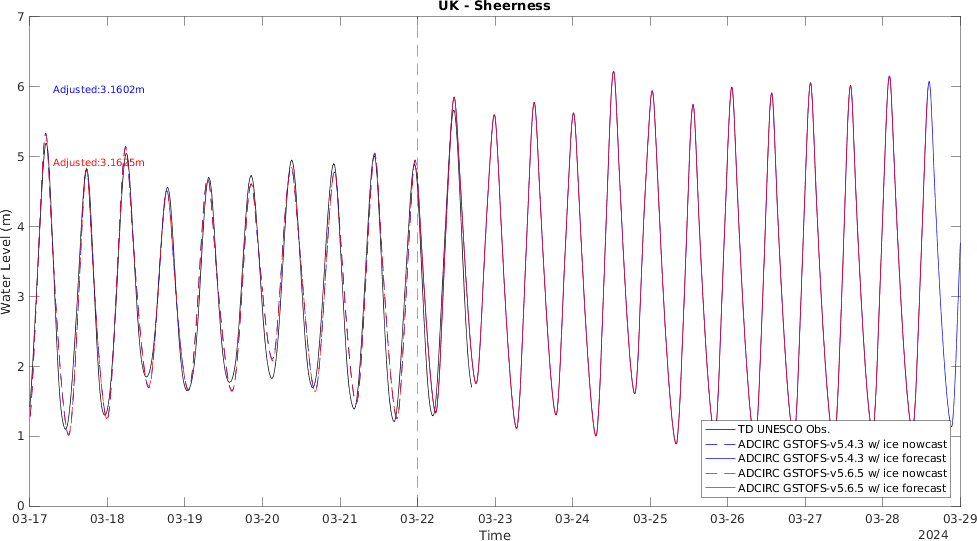 UK - Sheerness
7
6
5
4
3
2
1
0
Water Level (m)
Adjusted:3.1602m
Adjusted:3.1625m
TD UNESCO Obs.
ADCIRC GSTOFS-v5.4.3 w/ ice nowcast
ADCIRC GSTOFS-v5.4.3 w/ ice forecast
ADCIRC GSTOFS-v5.6.5 w/ ice nowcast
ADCIRC GSTOFS-v5.6.5 w/ ice forecast
03-17 03-18 03-19 03-20 03-21 03-22 03-23 03-24 03-25 03-26 03-27 03-28 03-29
Time
2024